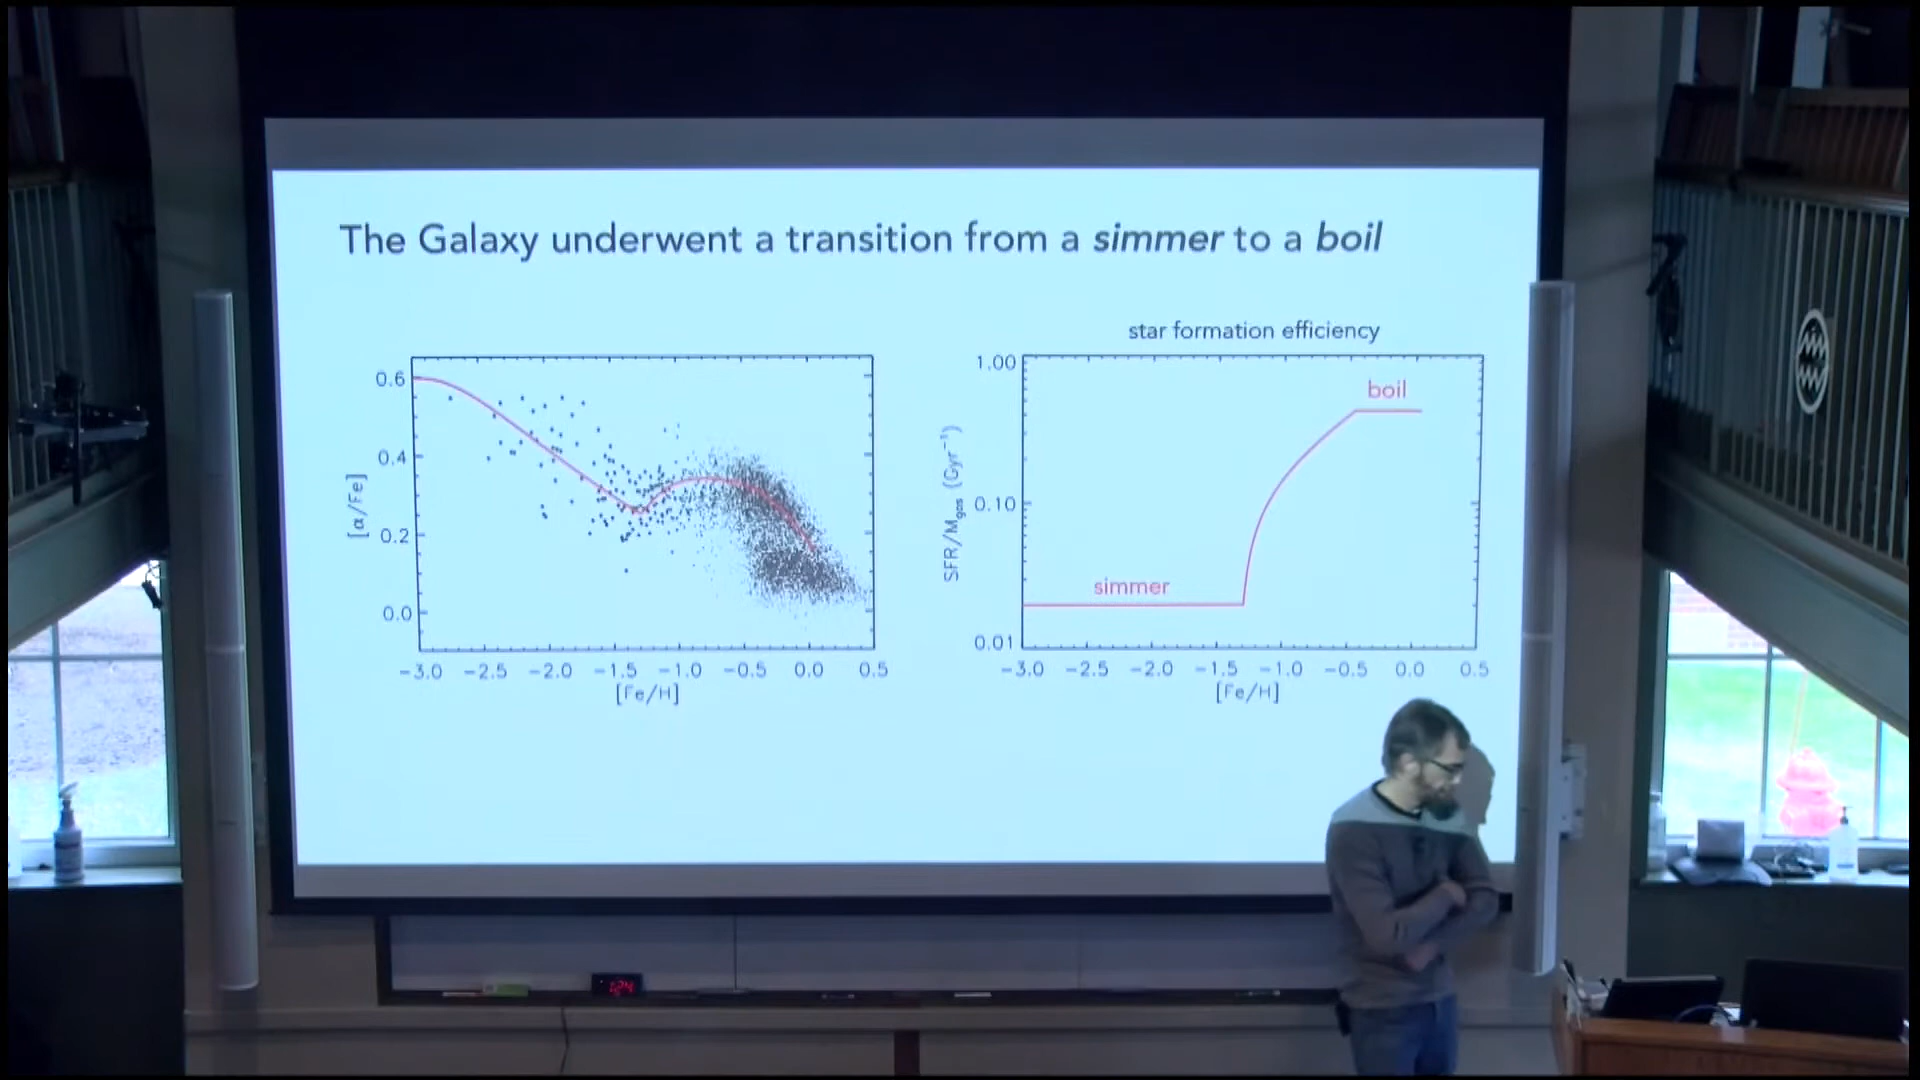 The Galaxy underwent a transition from a simmer to a boil
[α/Fe]
0.6
0.4
0.2
0.0
−3.0 −2.5 −2.0 −1.5 −1.0 −0.5 0.0 0.5
[Fe/H]
star formation efficiency
SFR/Mgas (Gyr−1)
1.00
0.10
0.01
boil
simmer
−3.0 −2.5 −2.0 −1.5 −1.0 −0.5 0.0 0.5
[Fe/H]